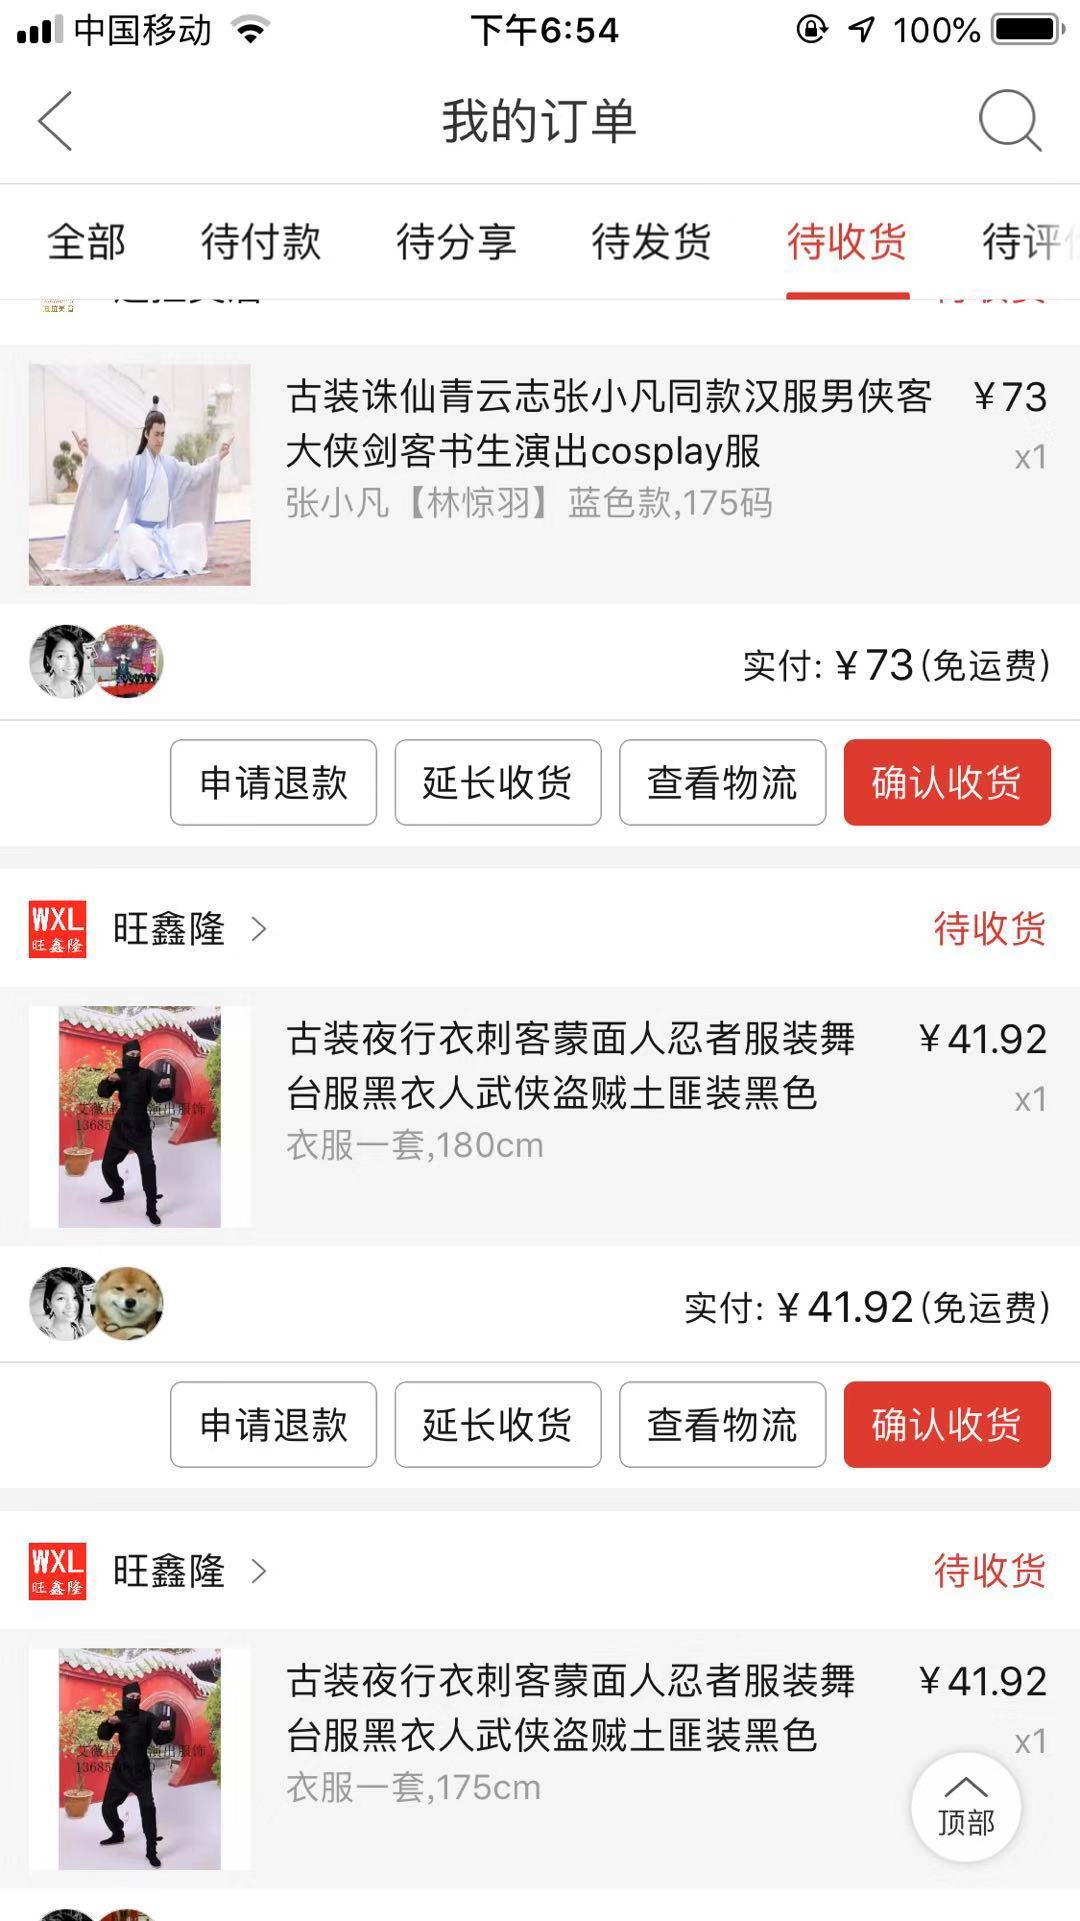 中国移动
下午6:54
100%
我的订单
全部
待付款
待分享
待发货
待收货
待评
古装诛仙青云志张小凡同款汉服男侠客
¥73
大侠剑客书生演出cosplay服
x1
张小凡【林惊羽】蓝色款,175码
实付: ¥73(免运费)
申请退款
延长收货
查看物流
确认收货
WXL
旺鑫隆
旺鑫隆
待收货
古装夜行衣刺客蒙面人忍者服装舞
¥41.92
台服黑衣人武侠盗贼土匪装黑色
x1
衣服一套,180cm
实付: ¥41.92(免运费)
申请退款
延长收货
查看物流
确认收货
WXL
旺鑫隆
旺鑫隆
待收货
古装夜行衣刺客蒙面人忍者服装舞
¥41.92
台服黑衣人武侠盗贼土匪装黑色
x1
衣服一套,175cm
顶部